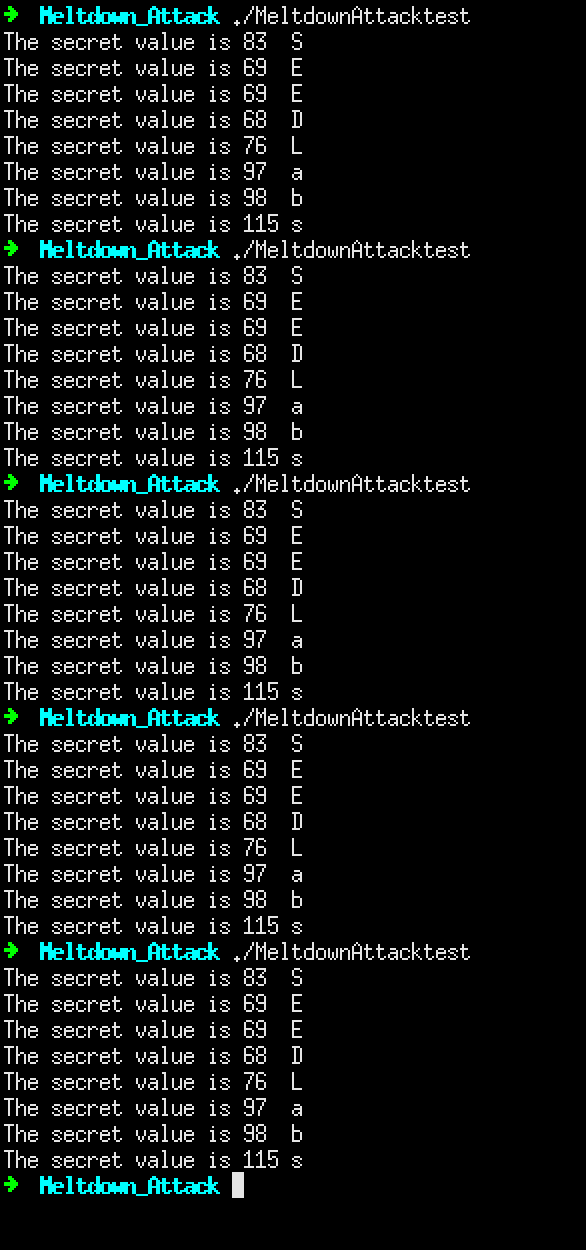 ➜  Meltdown_Attack ./MeltdownAttacktest
The secret value is 83  S
The secret value is 69  E
The secret value is 69  E
The secret value is 68  D
The secret value is 76  L
The secret value is 97  a
The secret value is 98  b
The secret value is 115 s
➜  Meltdown_Attack ./MeltdownAttacktest
The secret value is 83  S
The secret value is 69  E
The secret value is 69  E
The secret value is 68  D
The secret value is 76  L
The secret value is 97  a
The secret value is 98  b
The secret value is 115 s
➜  Meltdown_Attack ./MeltdownAttacktest
The secret value is 83  S
The secret value is 69  E
The secret value is 69  E
The secret value is 68  D
The secret value is 76  L
The secret value is 97  a
The secret value is 98  b
The secret value is 115 s
➜  Meltdown_Attack ./MeltdownAttacktest
The secret value is 83  S
The secret value is 69  E
The secret value is 69  E
The secret value is 68  D
The secret value is 76  L
The secret value is 97  a
The secret value is 98  b
The secret value is 115 s
➜  Meltdown_Attack ./MeltdownAttacktest
The secret value is 83  S
The secret value is 69  E
The secret value is 69  E
The secret value is 68  D
The secret value is 76  L
The secret value is 97  a
The secret value is 98  b
The secret value is 115 s
➜  Meltdown_Attack